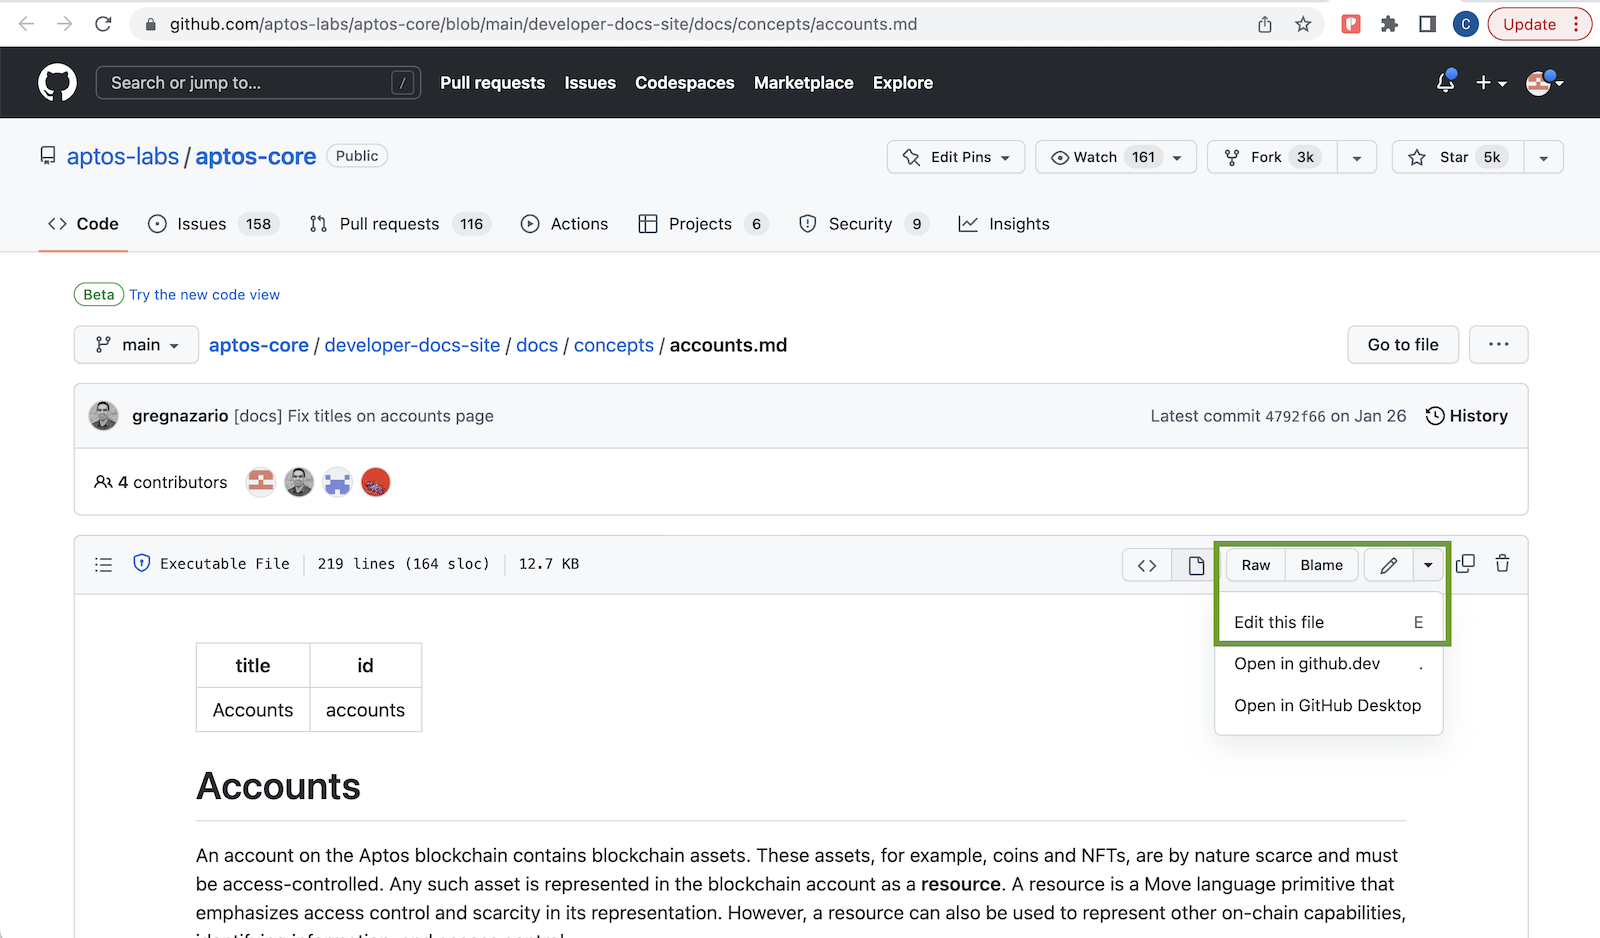 github.com/aptos-labs/aptos-core/blob/main/developer-docs-site/docs/concepts/accounts.md C Update
Search or jump to... / Pull requests Issues Codespaces Marketplace Explore
aptos-labs / aptos-core Public Edit Pins Watch 161 Fork 3k Star 5k
Code Issues 158 Pull requests 116 Actions Projects 6 Security 9 Insights
Beta Try the new code view
main aptos-core / developer-docs-site / docs / concepts / accounts.md Go to file ...
gregnazario [docs] Fix titles on accounts page Latest commit 4792f66 on Jan 26 History
4 contributors
Executable File 219 lines (164 sloc) 12.7 KB <> Raw Blame
Edit this file E
Open in github.dev .
Open in GitHub Desktop
title id
Accounts accounts
Accounts
An account on the Aptos blockchain contains blockchain assets. These assets, for example, coins and NFTs, are by nature scarce and must
be access-controlled. Any such asset is represented in the blockchain account as a resource. A resource is a Move language primitive that
emphasizes access control and scarcity in its representation. However, a resource can also be used to represent other on-chain capabilities,
identifying information, and access control.